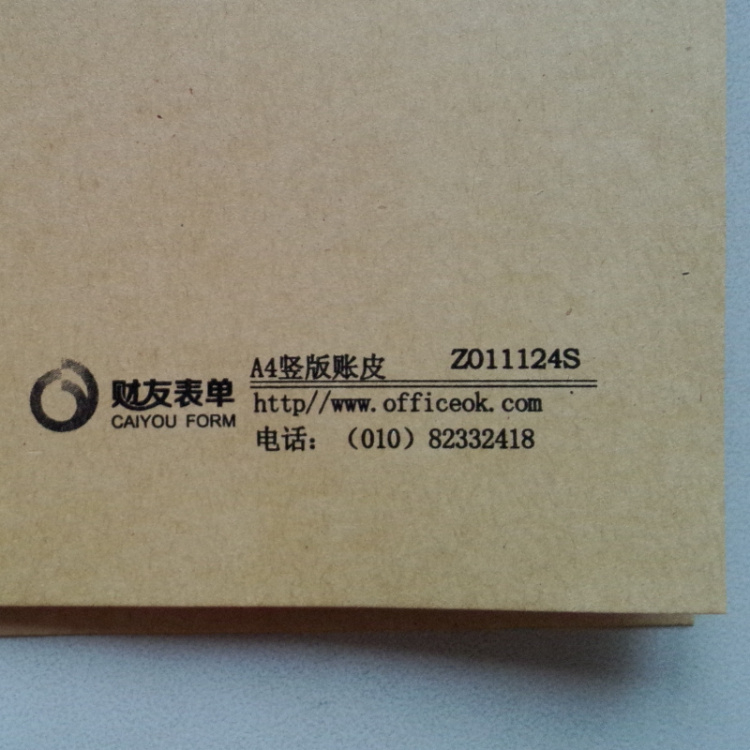 财友表单
CAIYOU FORM
A4竖版账皮 Z011124S
http//www.officeok.com
电话：（010）82332418